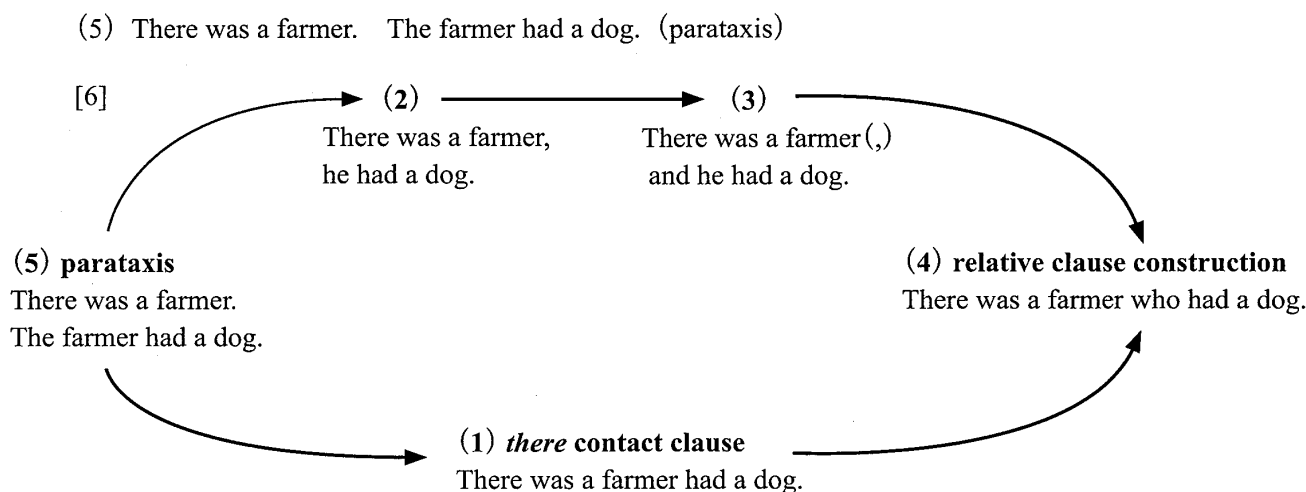 (5) There was a farmer. The farmer had a dog. (parataxis)
[6]
(2)
There was a farmer,
he had a dog.
(3)
There was a farmer(,)
and he had a dog.
(5) parataxis
There was a farmer.
The farmer had a dog.
(4) relative clause construction
There was a farmer who had a dog.
(1) there contact clause
There was a farmer had a dog.